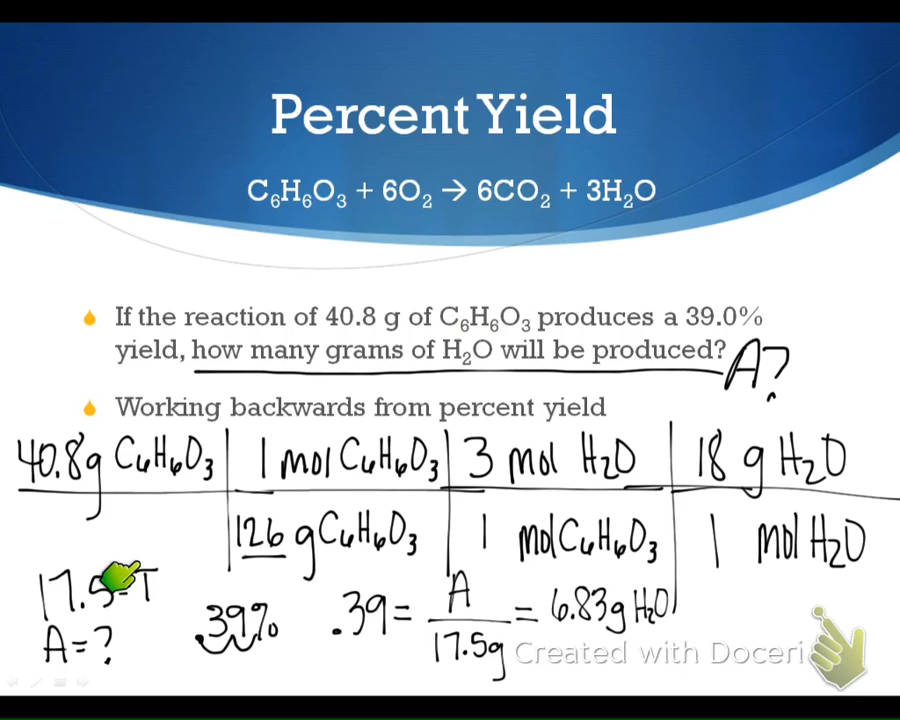 Percent Yield
C₆H₆O₃ + 6O₂ → 6CO₂ + 3H₂O
If the reaction of 40.8 g of C₆H₆O₃ produces a 39.0%
yield, how many grams of H₂O will be produced?
A?
Working backwards from percent yield
40.8g C₆H₆O₃ | 1 mol C₆H₆O₃ | 3 mol H₂O | 18 g H₂O
126 g C₆H₆O₃ | 1 mol C₆H₆O₃ | 1 mol H₂O
17.5=T
A=?
.39%
.39 = A / 17.5g = 6.83g H₂O
Created with Doceri